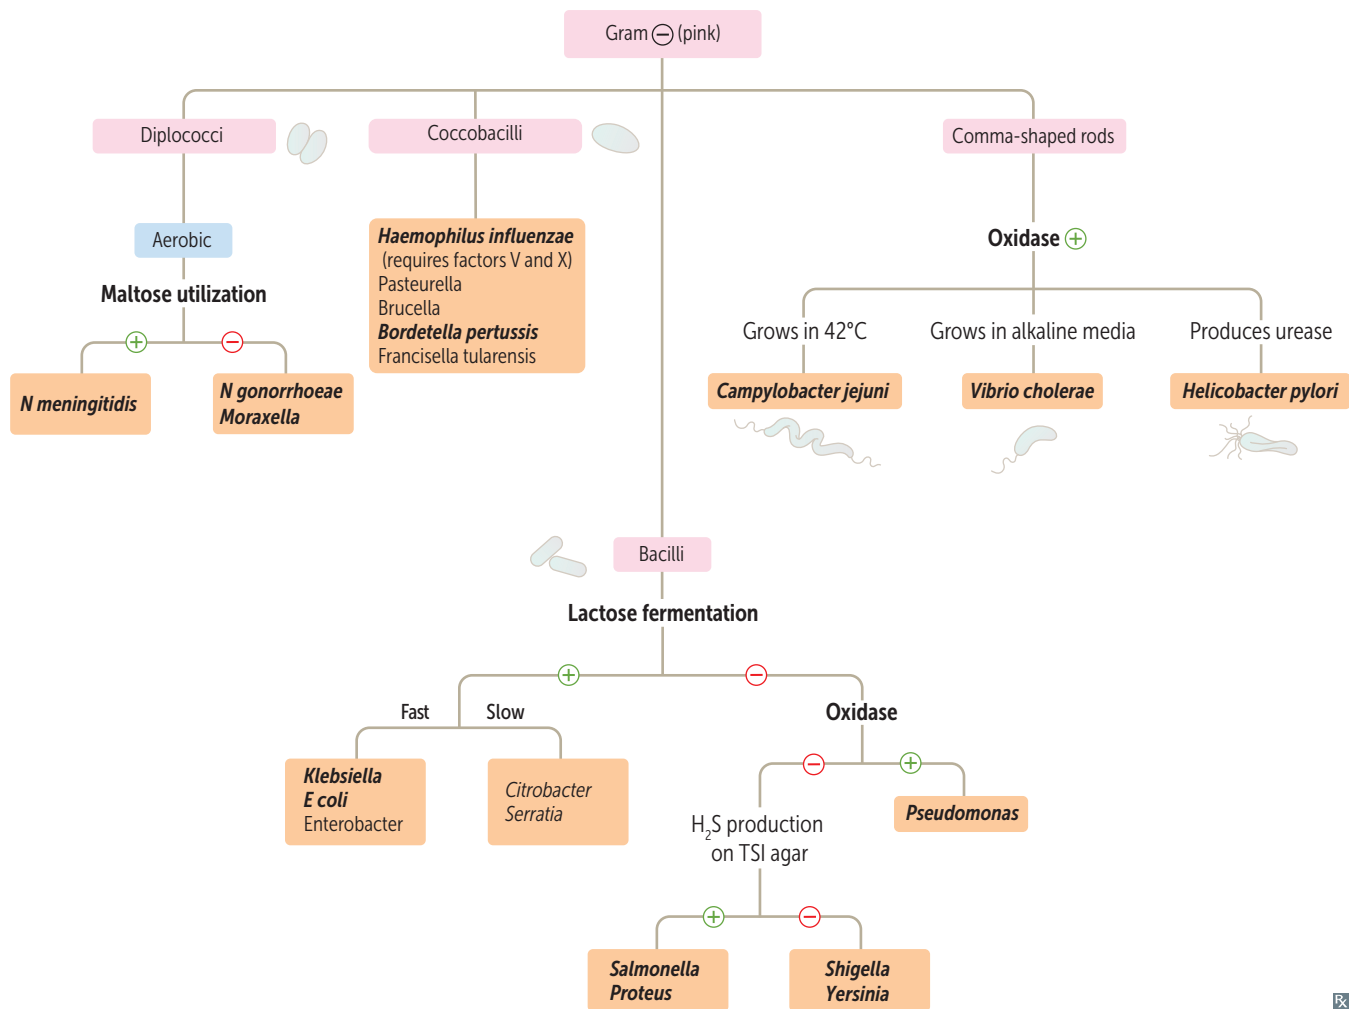 Gram ⊖ (pink)
Diplococci
Coccobacilli
Comma-shaped rods
Aerobic
Maltose utilization
+
−
N meningitidis
N gonorrhoeae
Moraxella
Haemophilus influenzae
(requires factors V and X)
Pasteurella
Brucella
Bordetella pertussis
Francisella tularensis
Oxidase ⊕
Grows in 42°C
Grows in alkaline media
Produces urease
Campylobacter jejuni
Vibrio cholerae
Helicobacter pylori
Bacilli
Lactose fermentation
+
−
Fast
Slow
Klebsiella
E coli
Enterobacter
Citrobacter
Serratia
Oxidase
−
+
H₂S production
on TSI agar
Pseudomonas
+
−
Salmonella
Proteus
Shigella
Yersinia
℞